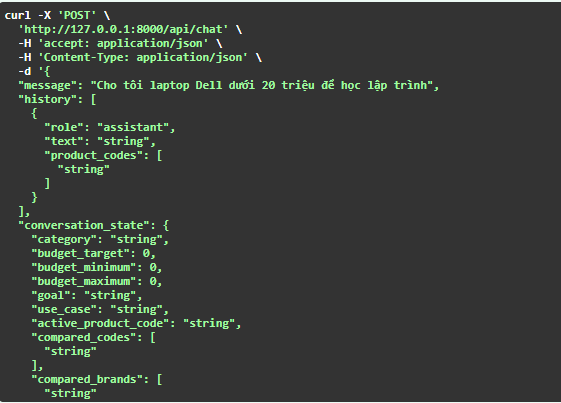 curl -X 'POST' \
  'http://127.0.0.1:8000/api/chat' \
  -H 'accept: application/json' \
  -H 'Content-Type: application/json' \
  -d '{
  "message": "Cho tôi laptop Dell dưới 20 triệu để học lập trình",
  "history": [
    {
      "role": "assistant",
      "text": "string",
      "product_codes": [
        "string"
      ]
    }
  ],
  "conversation_state": {
    "category": "string",
    "budget_target": 0,
    "budget_minimum": 0,
    "budget_maximum": 0,
    "goal": "string",
    "use_case": "string",
    "active_product_code": "string",
    "compared_codes": [
      "string"
    ],
    "compared_brands": [
      "string"